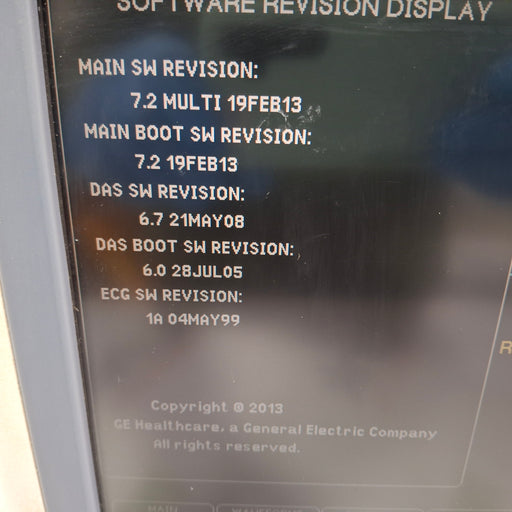 SOFTWARE REVISION DISPLAY
MAIN SW REVISION:
7.2 MULTI 19FEB13
MAIN BOOT SW REVISION:
7.2 19FEB13
DAS SW REVISION:
6.7 21MAY08
DAS BOOT SW REVISION:
6.0 28JUL05
ECG SW REVISION:
1A 04MAY99
Copyright © 2013
GE Healthcare, a General Electric Company
All rights reserved.
MAIN